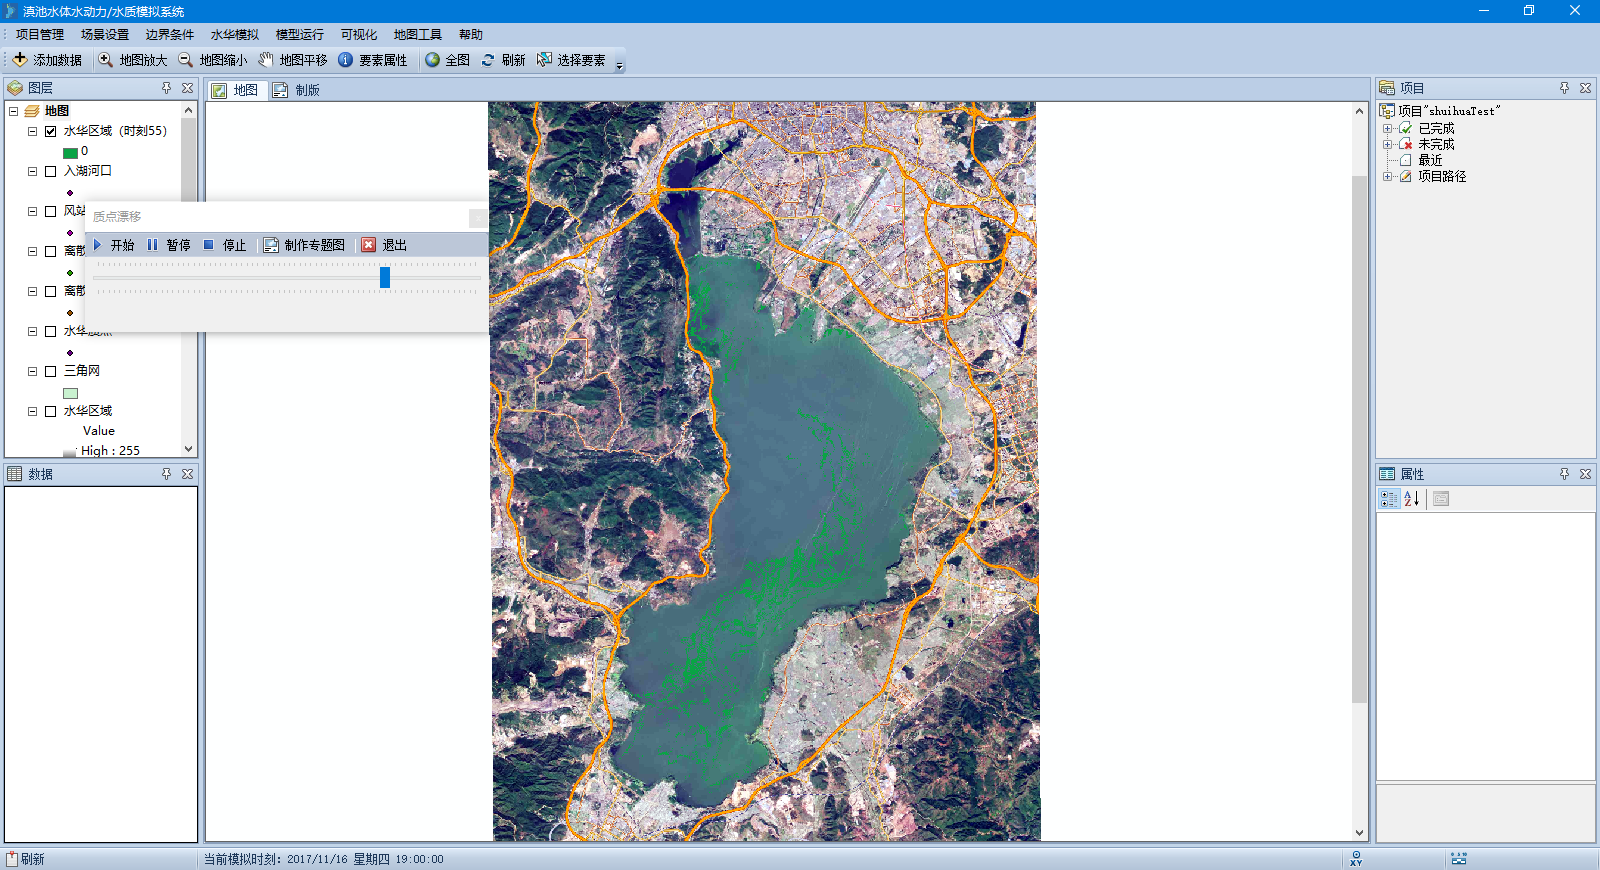 滇池水体水动力/水质模拟系统
项目管理 场景设置 边界条件 水华模拟 模型运行 可视化 地图工具 帮助
添加数据 地图放大 地图缩小 地图平移 要素属性 全图 刷新 选择要素
图层
地图
水华区域（时刻55）
0
入湖河口
风站
离散
离散
三角网
水华区域
Value
High : 255
数据
地图 制版
质点漂移
开始 暂停 停止 制作专题图 退出
项目
项目"shuihuaTest"
已完成
未完成
最近
项目路径
属性
刷新
当前模拟时刻：2017/11/16 星期四 19:00:00
XY